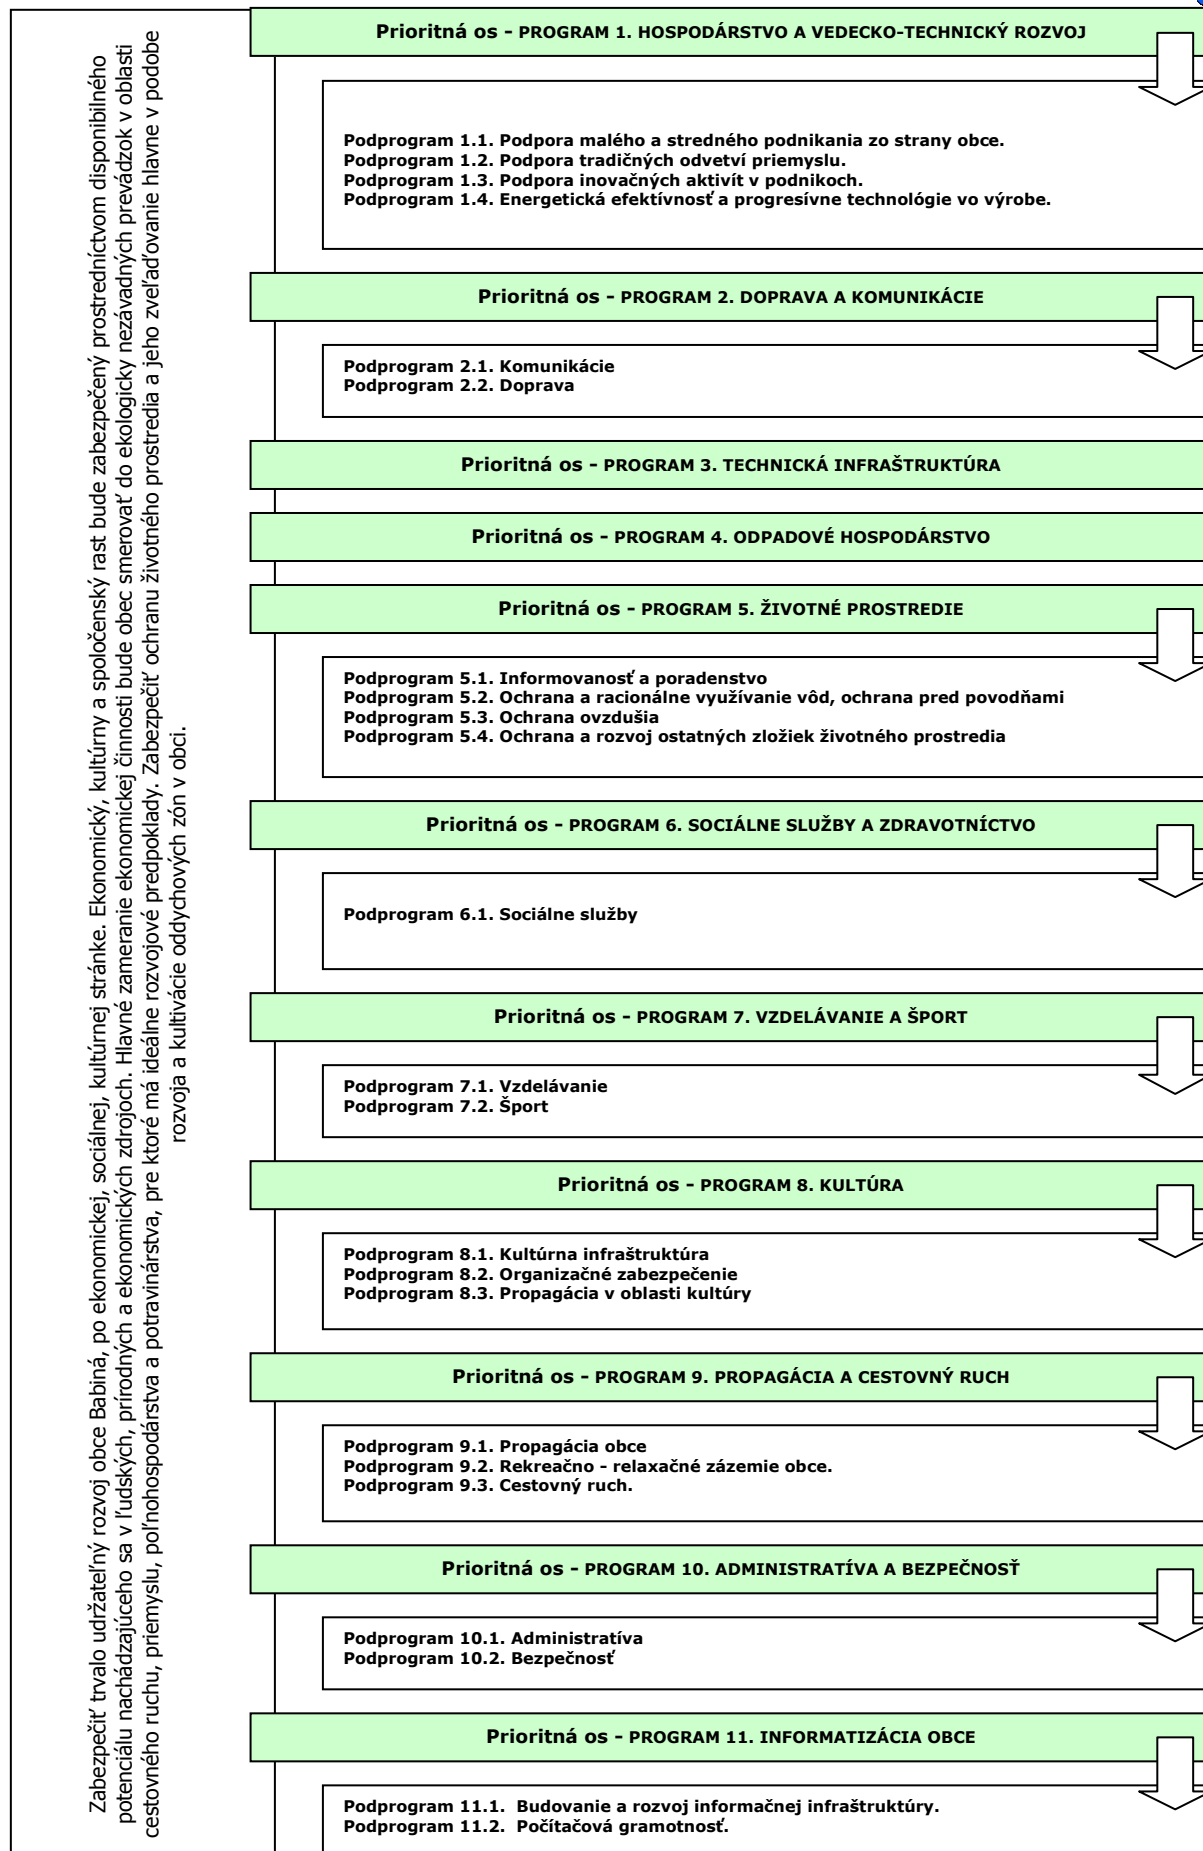 Zabezpečiť trvalo udržateľný rozvoj obce Babiná, po ekonomickej, sociálnej, kultúrnej stránke. Ekonomický, kultúrny a spoločenský rast bude zabezpečený prostredníctvom disponibilného
potenciálu nachádzajúceho sa v ľudských, prírodných a ekonomických zdrojoch. Hlavné zameranie ekonomickej činnosti bude obec smerovať do ekologicky nezávadných prevádzok v oblasti
cestovného ruchu, priemyslu, poľnohospodárstva a potravinárstva, pre ktoré má ideálne rozvojové predpoklady. Zabezpečiť ochranu životného prostredia a jeho zveľaďovanie hlavne v podobe
rozvoja a kultivácie oddychových zón v obci.
Prioritná os - PROGRAM 1. HOSPODÁRSTVO A VEDECKO-TECHNICKÝ ROZVOJ
Podprogram 1.1. Podpora malého a stredného podnikania zo strany obce.
Podprogram 1.2. Podpora tradičných odvetví priemyslu.
Podprogram 1.3. Podpora inovačných aktivít v podnikoch.
Podprogram 1.4. Energetická efektívnosť a progresívne technológie vo výrobe.
Prioritná os - PROGRAM 2. DOPRAVA A KOMUNIKÁCIE
Podprogram 2.1. Komunikácie
Podprogram 2.2. Doprava
Prioritná os - PROGRAM 3. TECHNICKÁ INFRAŠTRUKTÚRA
Prioritná os - PROGRAM 4. ODPADOVÉ HOSPODÁRSTVO
Prioritná os - PROGRAM 5. ŽIVOTNÉ PROSTREDIE
Podprogram 5.1. Informovanosť a poradenstvo
Podprogram 5.2. Ochrana a racionálne využívanie vôd, ochrana pred povodňami
Podprogram 5.3. Ochrana ovzdušia
Podprogram 5.4. Ochrana a rozvoj ostatných zložiek životného prostredia
Prioritná os - PROGRAM 6. SOCIÁLNE SLUŽBY A ZDRAVOTNÍCTVO
Podprogram 6.1. Sociálne služby
Prioritná os - PROGRAM 7. VZDELÁVANIE A ŠPORT
Podprogram 7.1. Vzdelávanie
Podprogram 7.2. Šport
Prioritná os - PROGRAM 8. KULTÚRA
Podprogram 8.1. Kultúrna infraštruktúra
Podprogram 8.2. Organizačné zabezpečenie
Podprogram 8.3. Propagácia v oblasti kultúry
Prioritná os - PROGRAM 9. PROPAGÁCIA A CESTOVNÝ RUCH
Podprogram 9.1. Propagácia obce
Podprogram 9.2. Rekreačno - relaxačné zázemie obce.
Podprogram 9.3. Cestovný ruch.
Prioritná os - PROGRAM 10. ADMINISTRATÍVA A BEZPEČNOSŤ
Podprogram 10.1. Administratíva
Podprogram 10.2. Bezpečnosť
Prioritná os - PROGRAM 11. INFORMATIZÁCIA OBCE
Podprogram 11.1. Budovanie a rozvoj informačnej infraštruktúry.
Podprogram 11.2. Počítačová gramotnosť.